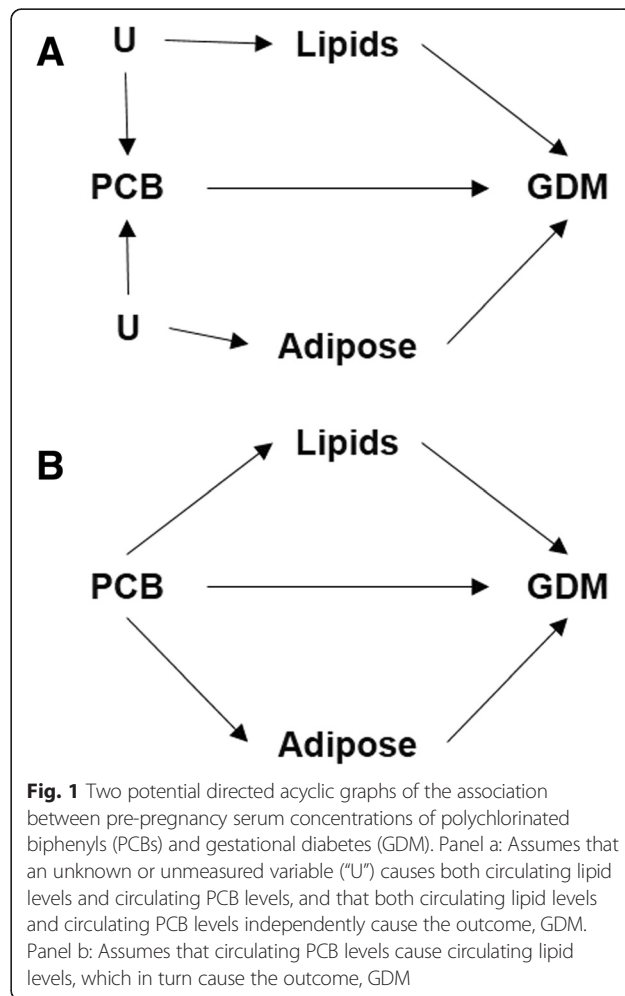 A
U
Lipids
PCB
GDM
U
Adipose
B
Lipids
PCB
GDM
Adipose
Fig. 1 Two potential directed acyclic graphs of the association
between pre-pregnancy serum concentrations of polychlorinated
biphenyls (PCBs) and gestational diabetes (GDM). Panel a: Assumes that
an unknown or unmeasured variable (“U”) causes both circulating lipid
levels and circulating PCB levels, and that both circulating lipid levels
and circulating PCB levels independently cause the outcome, GDM.
Panel b: Assumes that circulating PCB levels cause circulating lipid
levels, which in turn cause the outcome, GDM